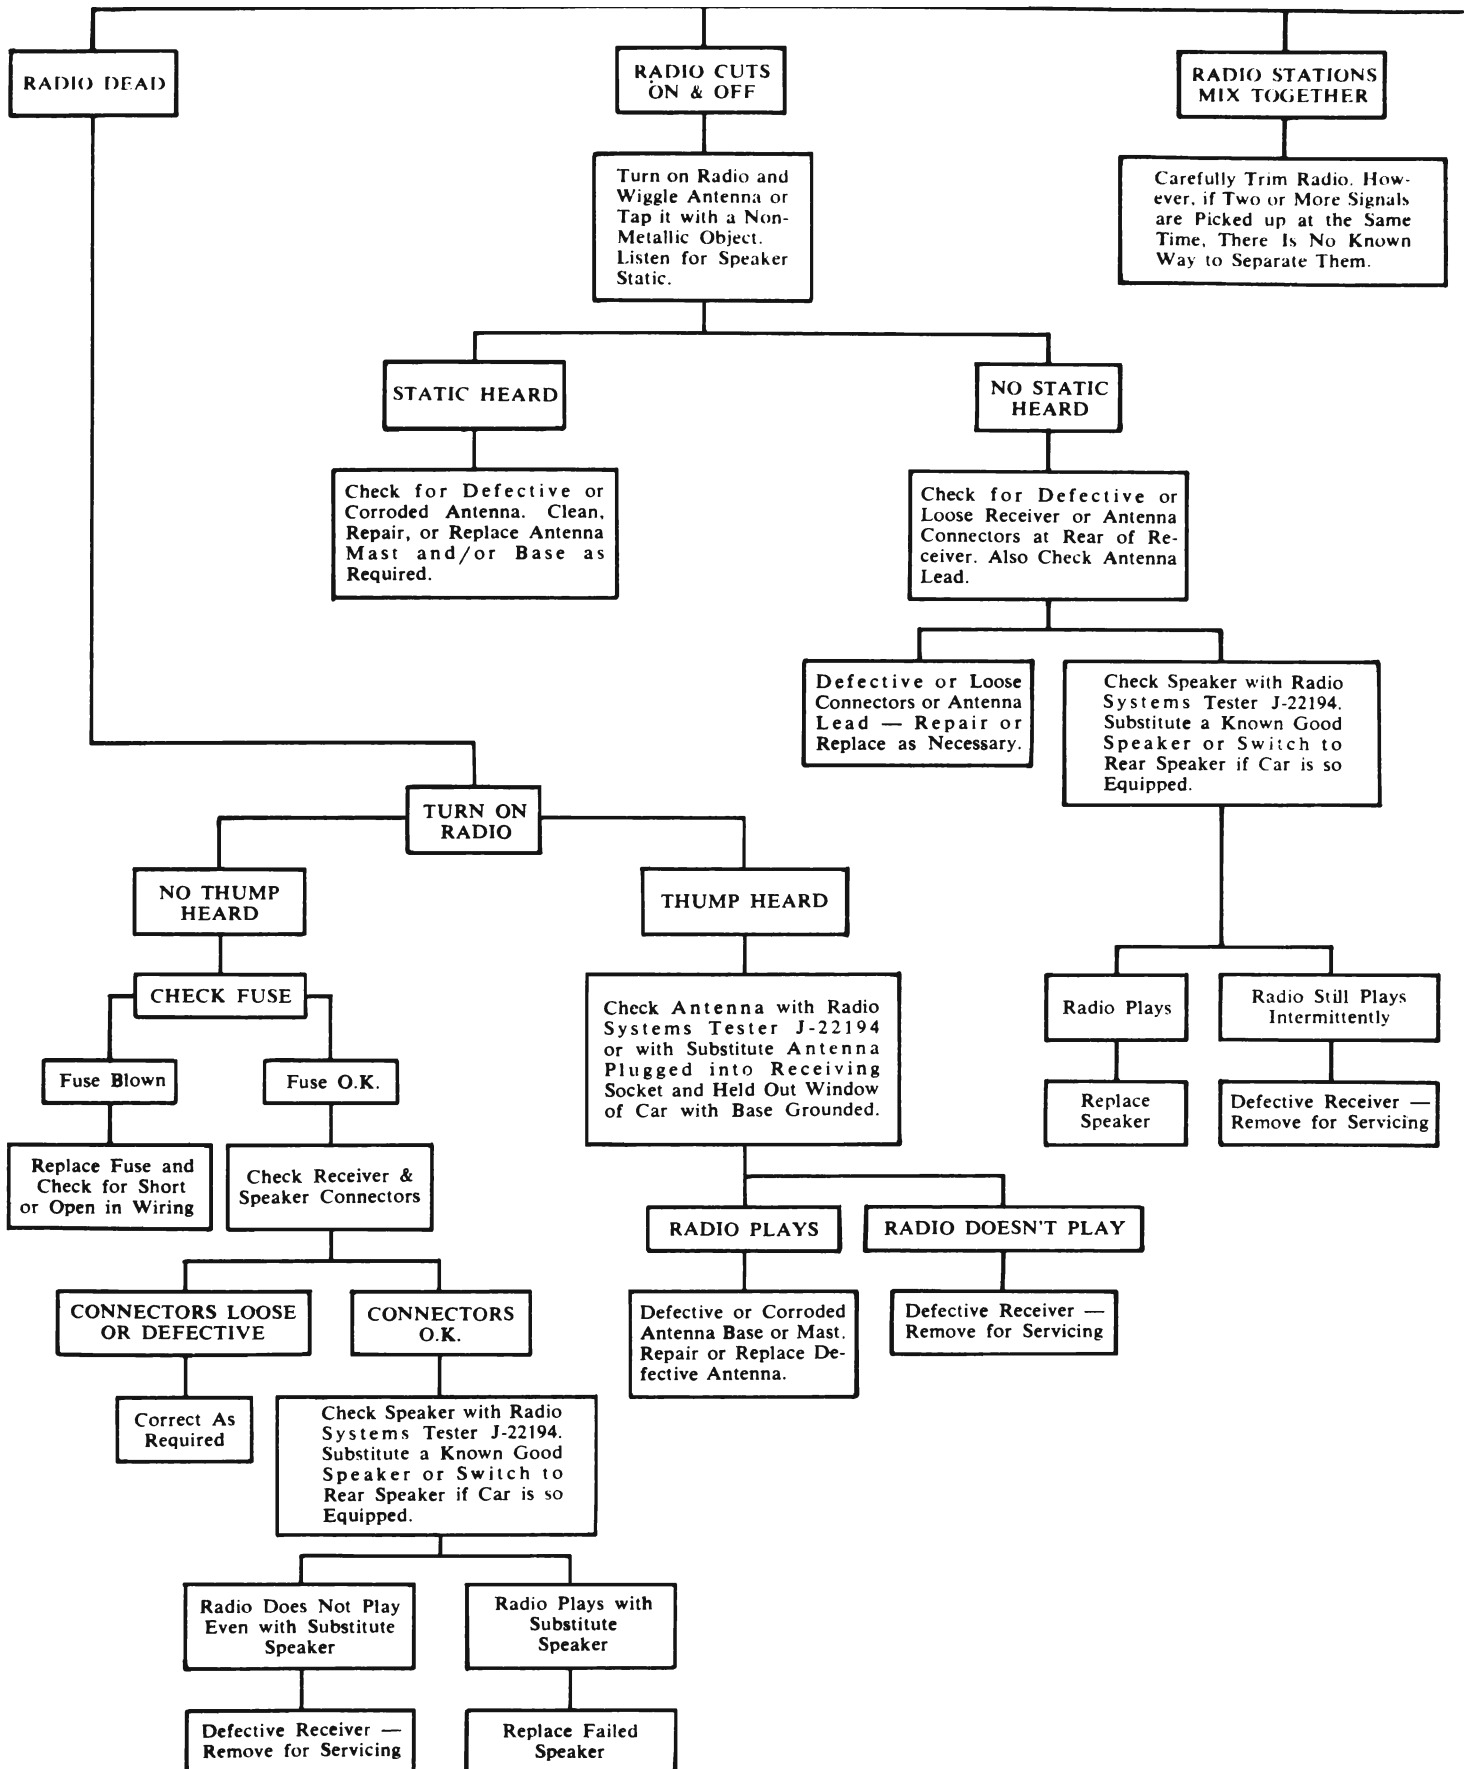 RADIO DEAD
RADIO CUTS
ON & OFF
RADIO STATIONS
MIX TOGETHER
Turn on Radio and
Wiggle Antenna or
Tap it with a Non-
Metallic Object.
Listen for Speaker
Static.
Carefully Trim Radio. How-
ever, if Two or More Signals
are Picked up at the Same
Time, There Is No Known
Way to Separate Them.
STATIC HEARD
NO STATIC
HEARD
Check for Defective or
Corroded Antenna. Clean,
Repair, or Replace Antenna
Mast and/or Base as
Required.
Check for Defective or
Loose Receiver or Antenna
Connectors at Rear of Re-
ceiver. Also Check Antenna
Lead.
Defective or Loose
Connectors or Antenna
Lead — Repair or
Replace as Necessary.
Check Speaker with Radio
Systems Tester J-22194.
Substitute a Known Good
Speaker or Switch to
Rear Speaker if Car is so
Equipped.
TURN ON
RADIO
NO THUMP
HEARD
THUMP HEARD
CHECK FUSE
Check Antenna with Radio
Systems Tester J-22194
or with Substitute Antenna
Plugged into Receiving
Socket and Held Out Window
of Car with Base Grounded.
Radio Plays
Radio Still Plays
Intermittently
Fuse Blown
Fuse O.K.
Replace
Speaker
Defective Receiver —
Remove for Servicing
Replace Fuse and
Check for Short
or Open in Wiring
Check Receiver &
Speaker Connectors
RADIO PLAYS
RADIO DOESN'T PLAY
CONNECTORS LOOSE
OR DEFECTIVE
CONNECTORS
O.K.
Defective or Corroded
Antenna Base or Mast.
Repair or Replace De-
fective Antenna.
Defective Receiver —
Remove for Servicing
Correct As
Required
Check Speaker with Radio
Systems Tester J-22194.
Substitute a Known Good
Speaker or Switch to
Rear Speaker if Car is so
Equipped.
Radio Does Not Play
Even with Substitute
Speaker
Radio Plays with
Substitute
Speaker
Defective Receiver —
Remove for Servicing
Replace Failed
Speaker